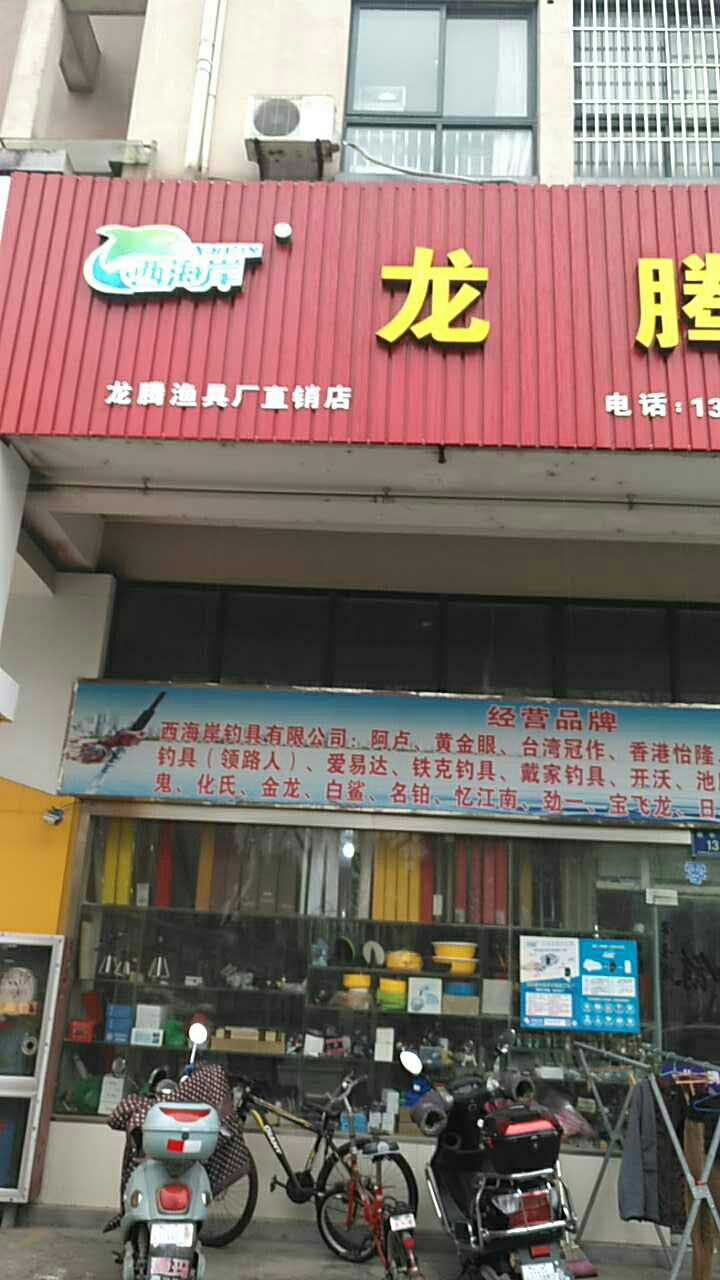 西海岸
龙腾
龙腾渔具厂直销店
电话:13
经营品牌
西海岸钓具有限公司:阿卢、黄金眼、台湾冠作、香港怡隆、
钓具(领路人)、爱易达、铁克钓具、戴家钓具、开沃、池
鬼、化氏、金龙、白鲨、名铂、忆江南、劲一、宝飞龙、日
13
零